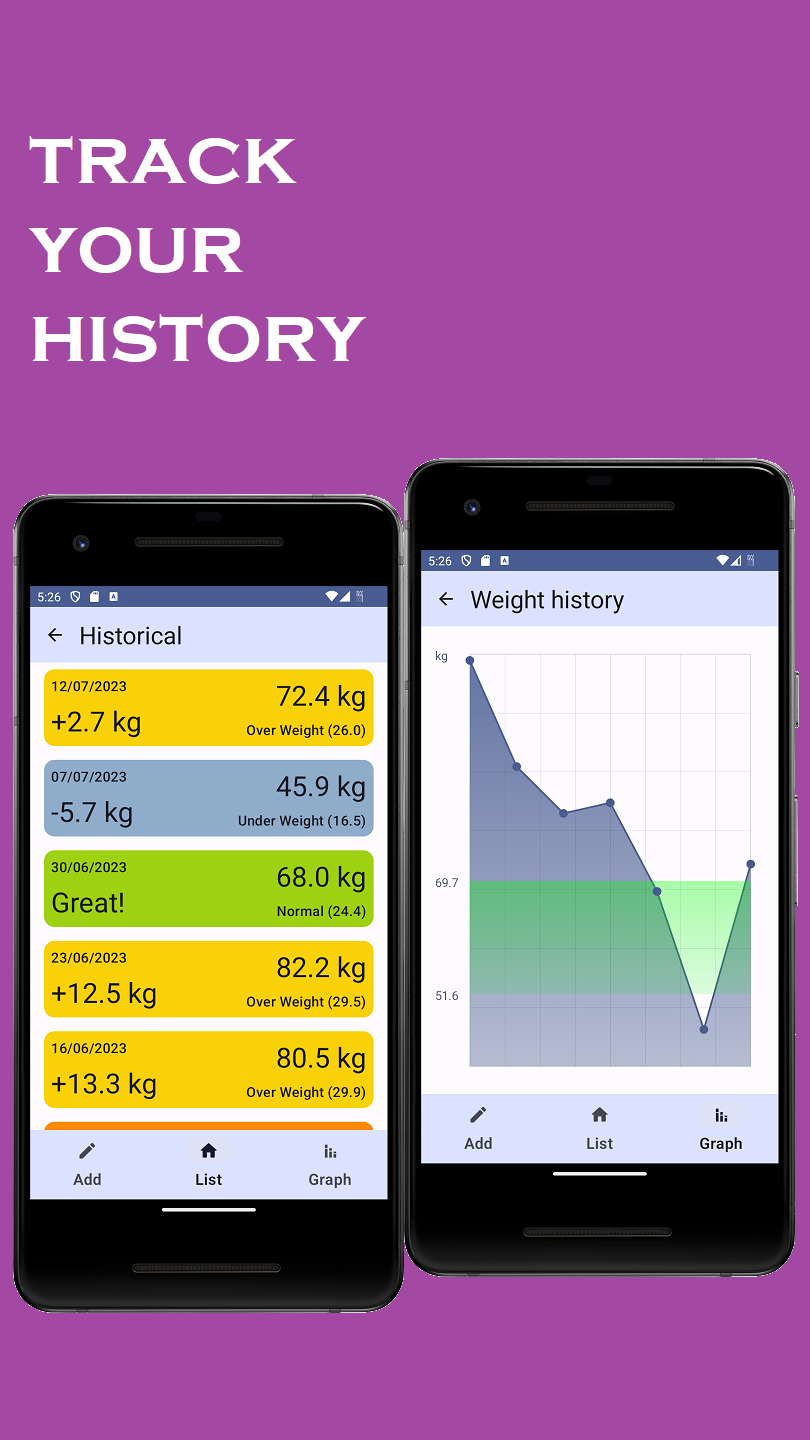 TRACK
YOUR
HISTORY
5:26
Historical
12/07/2023
72.4 kg
+2.7 kg
Over Weight (26.0)
07/07/2023
45.9 kg
-5.7 kg
Under Weight (16.5)
30/06/2023
68.0 kg
Great!
Normal (24.4)
23/06/2023
82.2 kg
+12.5 kg
Over Weight (29.5)
16/06/2023
80.5 kg
+13.3 kg
Over Weight (29.9)
Add List Graph
5:26 A
Weight history
kg
69.7
51.6
Add List Graph